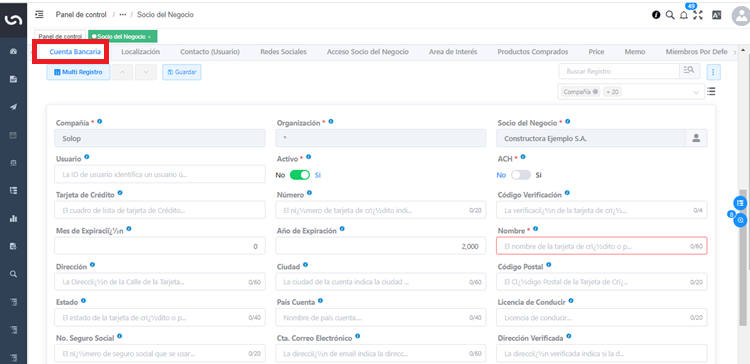 49
Panel de control / ··· / Socio del Negocio
Panel de control Socio del Negocio ×
Cuenta Bancaria Localización Contacto (Usuario) Redes Sociales Acceso Socio del Negocio Area de Interés Productos Comprados Price Memo Miembros Por Defe
Multi Registro Guardar Buscar Registro
Compañía + 20
Compañía * Organización * Socio del Negocio *
Solop * Constructora Ejemplo S.A.
Usuario Activo * ACH *
La ID de usuario identifica un usuario ú... No Si No Si
Tarjeta de Crédito Número Código Verificación
El cuadro de lista de tarjeta de Crédito... El nï¿½mero de tarjeta de crï¿½dito indi... 0/20 La verificaciï¿½n de la tarjeta de crï¿½... 0/4
Mes de Expiraciï¿½n Año de Expiración Nombre *
0 2,000 El nombre de la tarjeta de crï¿½dito o p... 0/60
Dirección Ciudad Código Postal
La Direcciï¿½n de la Calle de la Tarjeta... 0/60 La ciudad de la cuenta indica la ciudad ... 0/60 El Cï¿½digo Postal de la Tarjeta de Crï¿... 0/20
Estado País Cuenta Licencia de Conducir
El estado de la tarjeta de crï¿½dito o p... 0/40 Nombre de país cuenta.... 0/40 Licencia de conducir.... 0/20
No. Seguro Social Cta. Correo Electrónico Dirección Verificada
El nï¿½mero de seguro social que se usar... 0/20 La direcciï¿½n de email indica la direcc... 0/60 La direcciï¿½n verificada indica si la d...